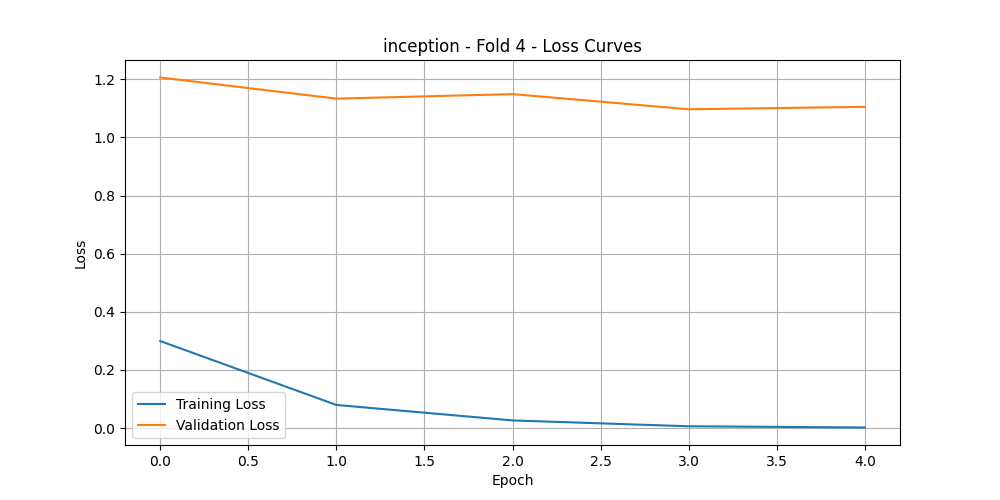 inception - Fold 4 - Loss Curves
Loss
1.2
1.0
0.8
0.6
0.4
0.2
0.0
Training Loss
Validation Loss
0.0 0.5 1.0 1.5 2.0 2.5 3.0 3.5 4.0
Epoch